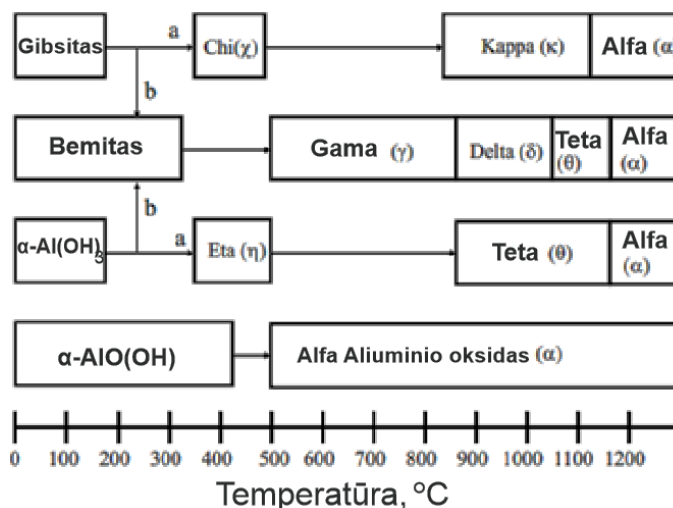 Gibsitas
a
Chi(χ)
Kappa (κ)
Alfa (α)
b
Bemitas
Gama (γ)
Delta (δ)
Teta
(θ)
Alfa
(α)
b
α-Al(OH)3
a
Eta (η)
Teta (θ)
Alfa
(α)
α-AlO(OH)
Alfa Aliuminio oksidas (α)
0 100 200 300 400 500 600 700 800 900 1000 1100 1200
Temperatūra, °C